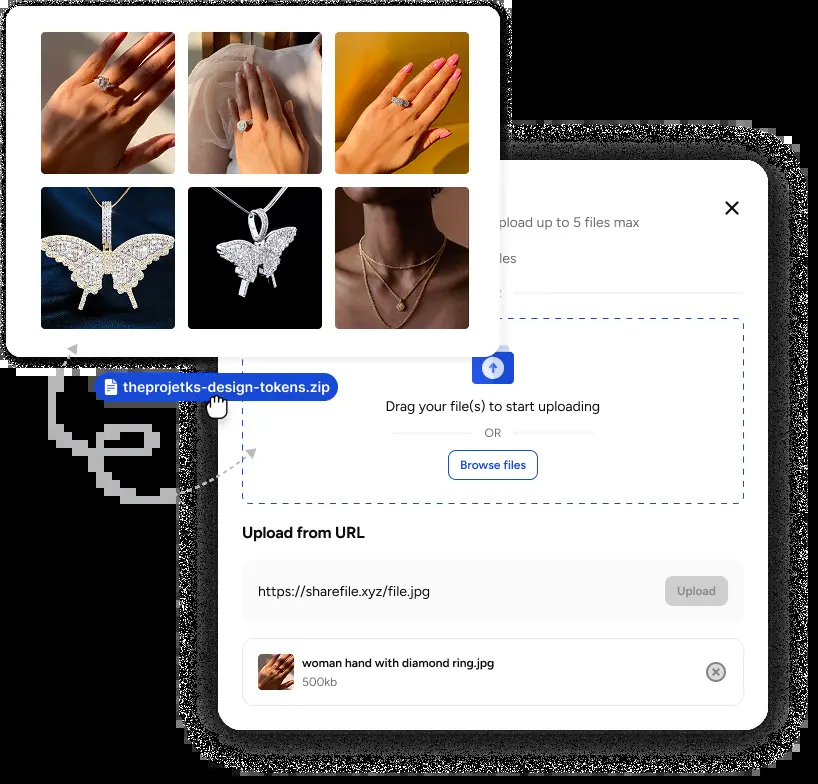 pload up to 5 files max
les
theprojetks-design-tokens.zip
Drag your file(s) to start uploading
OR
Browse files
Upload from URL
https://sharefile.xyz/file.jpg
Upload
woman hand with diamond ring.jpg
500kb